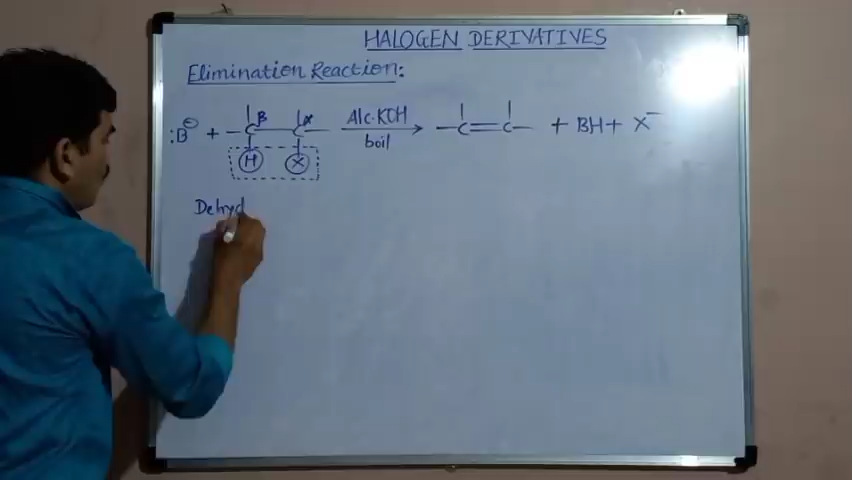 HALOGEN DERIVATIVES
Elimination Reaction:
:B⊖ + –C^β–C^α– Alc.KOH → –C=C– + BH + X⁻
boil
H X
Dehyd